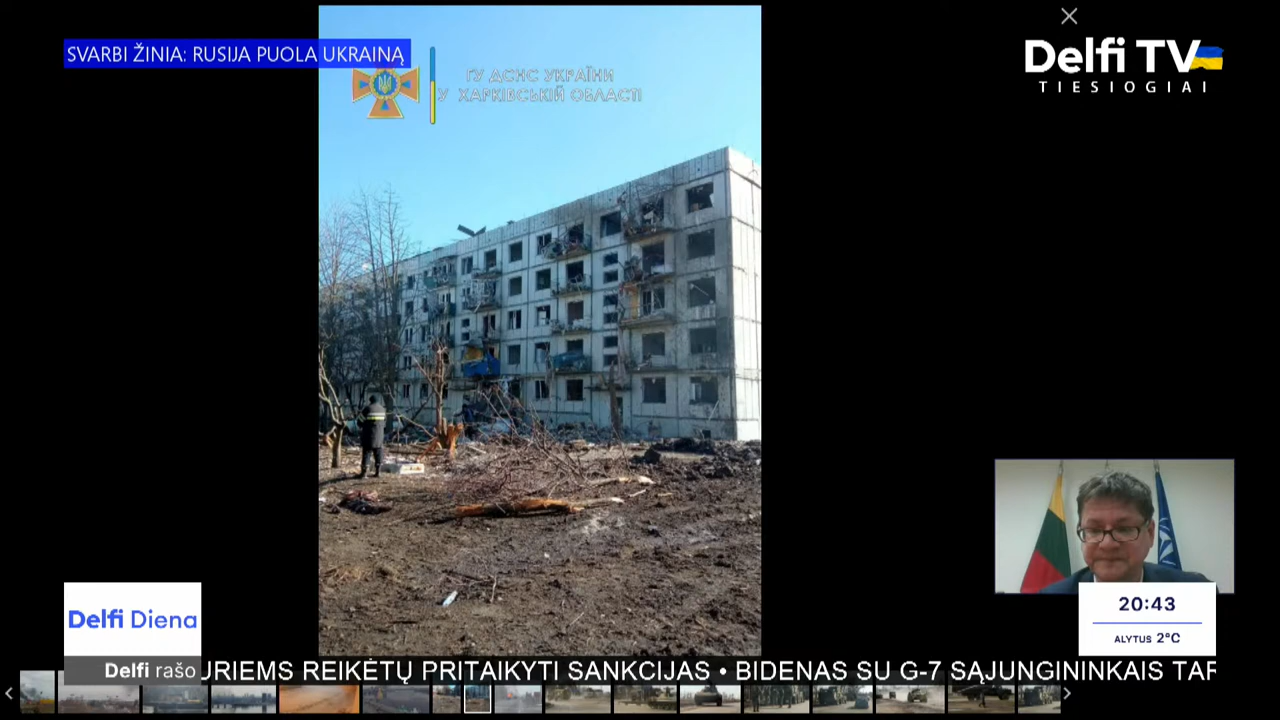 SVARBI ŽINIA: RUSIJA PUOLA UKRAINĄ
ГУ ДСНС УКРАЇНИ
У ХАРКІВСЬКІЙ ОБЛАСТІ
Delfi TV
TIESIOGIAI
Delfi Diena
20:43
ALYTUS 2°C
Delfi rašo
URIEMS REIKĖTŲ PRITAIKYTI SANKCIJAS • BIDENAS SU G-7 SĄJUNGININKAIS TAR